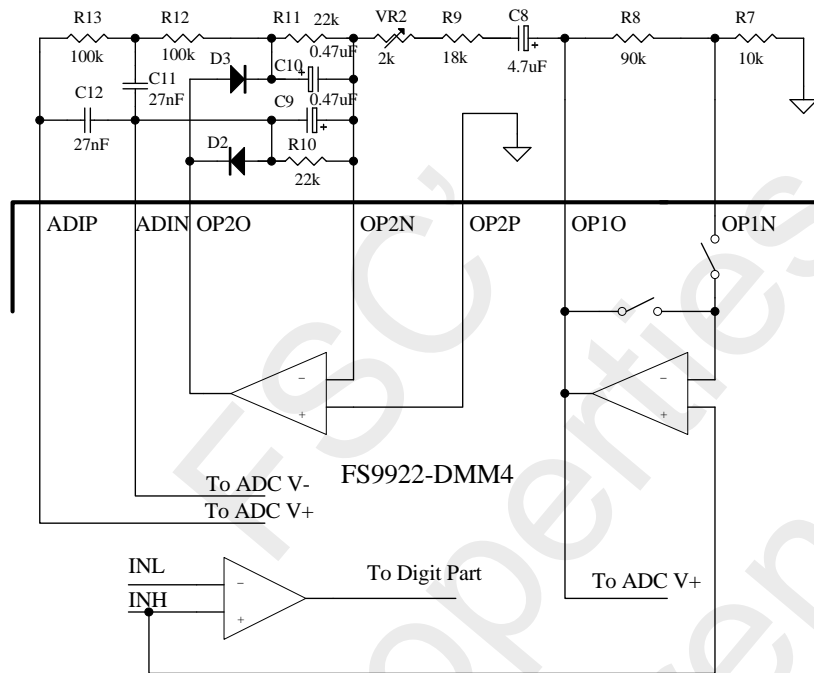 R13 R12 R11 22k VR2 R9 C8 R8 R7
100k 100k 0.47uF 2k 18k + 4.7uF 90k 10k
D3 + C10
C11
27nF
0.47uF
C12 C9
27nF +
D2 R10
22k
ADIP ADIN OP2O OP2N OP2P OP1O OP1N
− −
+ +
FS9922-DMM4
To ADC V-
To ADC V+
INL − To Digit Part To ADC V+
INH +
FSC'
Properties